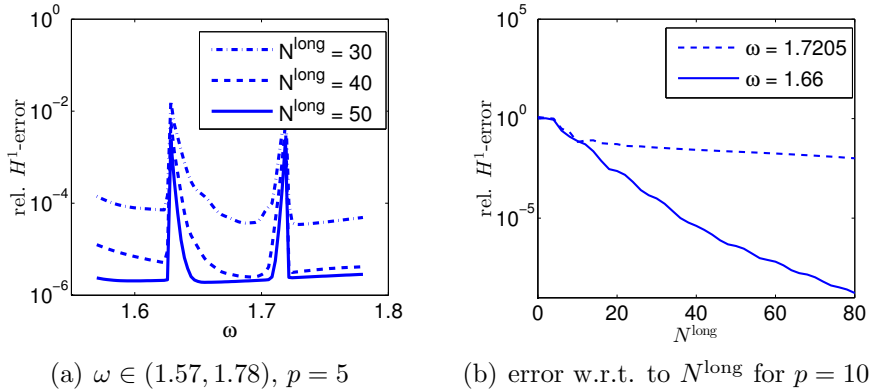 10^0
10^-2
10^-4
10^-6
rel. H^1-error
1.6 1.7 1.8
ω
N^long = 30
N^long = 40
N^long = 50
(a) ω ∈ (1.57, 1.78), p = 5
10^5
10^0
10^-5
rel. H^1-error
0 20 40 60 80
N^long
ω = 1.7205
ω = 1.66
(b) error w.r.t. to N^long for p = 10